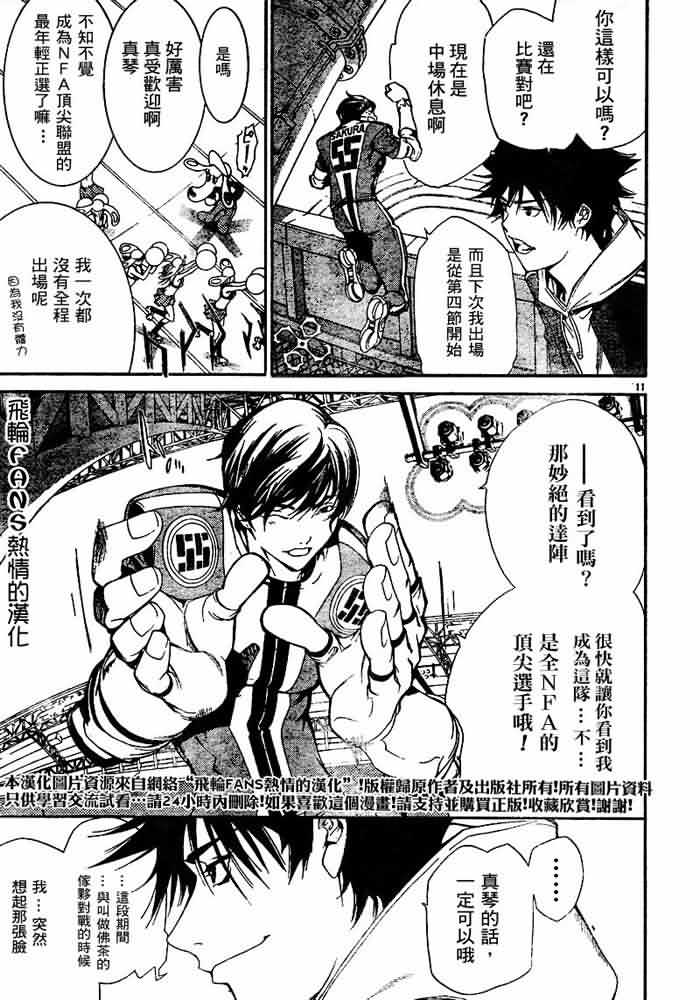 你這樣可以嗎?
還在
比賽對吧?
現在是
中場休息啊
SAKURA
55
而且下次我出場
是從第四節開始
是嗎
好厲害
真受歡迎啊
真琴
不知不覺
成為NFA頂尖聯盟的
最年輕正選了嘛…
我一次都
沒有全程
出場呢
因為我沒有體力
11
——看到了嗎?
那妙絕的達陣
很快就讓你看到我
成為這隊…不…
是全NFA的
頂尖選手哦!
55
55
飛輪FANS熱情的漢化
本漢化圖片資源來自網絡“飛輪FANS熱情的漢化”!版權歸原作者及出版社所有!所有圖片資料
只供學習交流試看…請24小時內刪除!如果喜歡這個漫畫!請支持並購買正版!收藏欣賞!謝謝!
……
真琴的話，
一定可以哦
…這段期間
…與叫做佛茶的
傢夥對戰的時候
我…突然
想起那張臉